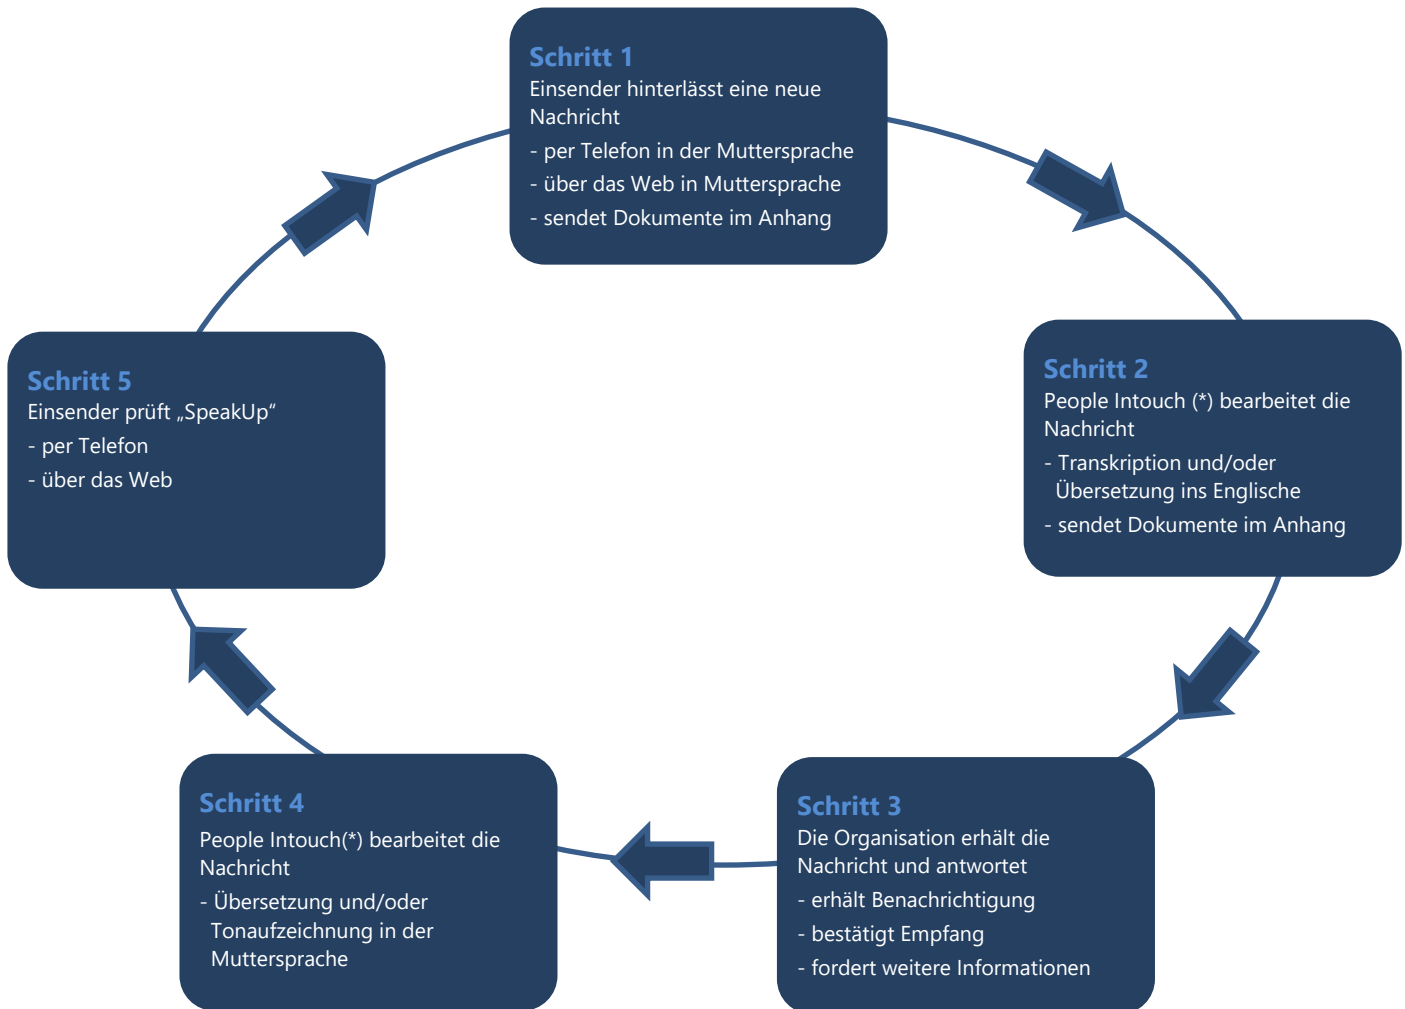 Schritt 1
Einsender hinterlässt eine neue
Nachricht
- per Telefon in der Muttersprache
- über das Web in Muttersprache
- sendet Dokumente im Anhang
Schritt 2
People Intouch (*) bearbeitet die
Nachricht
- Transkription und/oder
Übersetzung ins Englische
- sendet Dokumente im Anhang
Schritt 3
Die Organisation erhält die
Nachricht und antwortet
- erhält Benachrichtigung
- bestätigt Empfang
- fordert weitere Informationen
Schritt 4
People Intouch(*) bearbeitet die
Nachricht
- Übersetzung und/oder
Tonaufzeichnung in der
Muttersprache
Schritt 5
Einsender prüft „SpeakUp“
- per Telefon
- über das Web